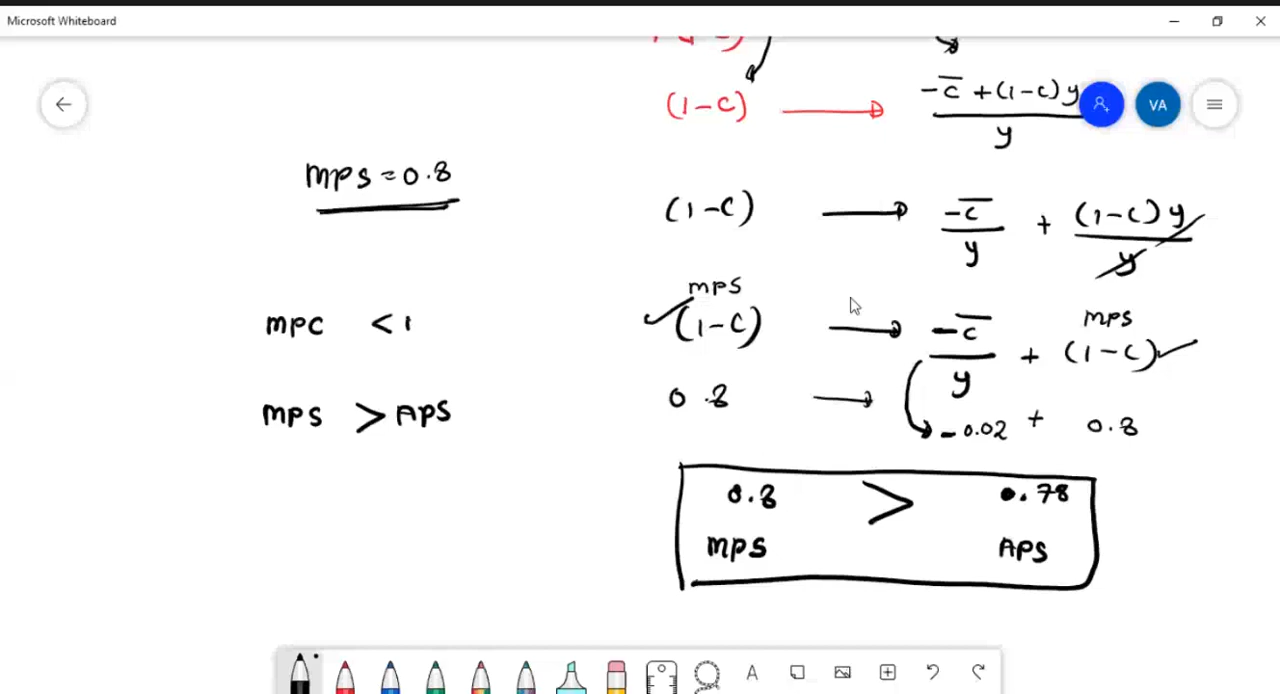 Microsoft Whiteboard
(1-c) → -c̅ + (1-c) y
y
VA
mps = 0.8
(1-c) → -c̅ / y + (1-c) y / y
mps
mpc < 1
(1-c) → -c̅ / y + (1-c)
mps
mps > APS
0.8 → -0.02 + 0.8
0.8 > 0.78
mps APS
A